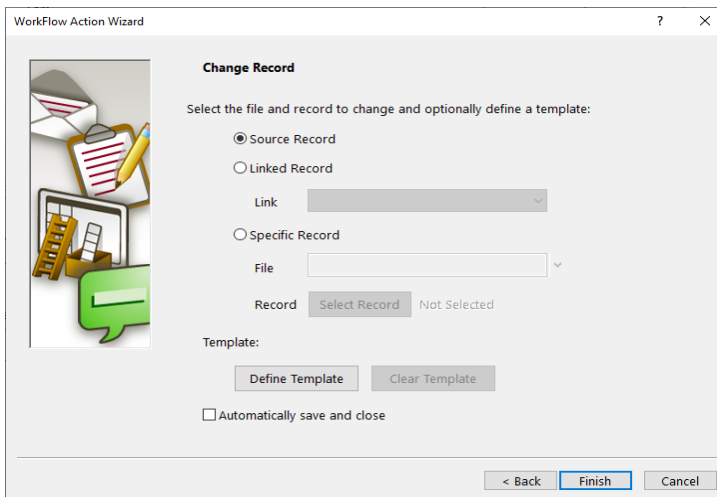 WorkFlow Action Wizard
?
Change Record
Select the file and record to change and optionally define a template:
Source Record
Linked Record
Link
Specific Record
File
Record Select Record Not Selected
Template:
Define Template Clear Template
Automatically save and close
< Back Finish Cancel